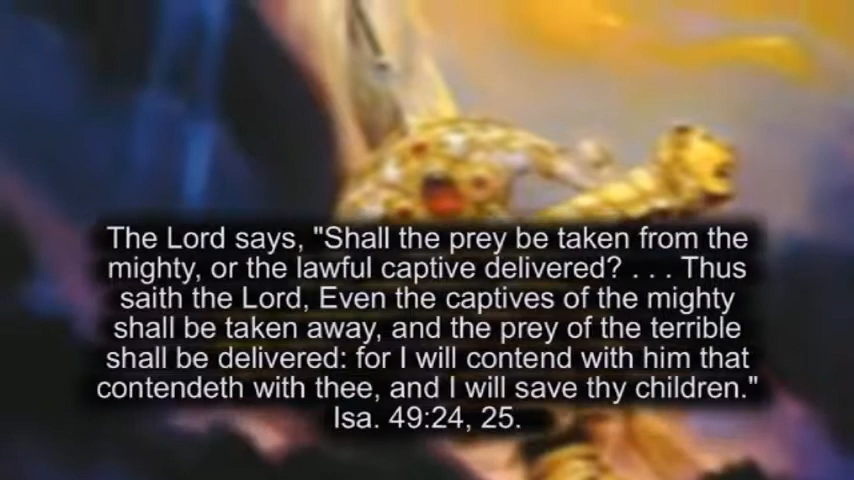 The Lord says, "Shall the prey be taken from the
mighty, or the lawful captive delivered? . . . Thus
saith the Lord, Even the captives of the mighty
shall be taken away, and the prey of the terrible
shall be delivered: for I will contend with him that
contendeth with thee, and I will save thy children."
Isa. 49:24, 25.